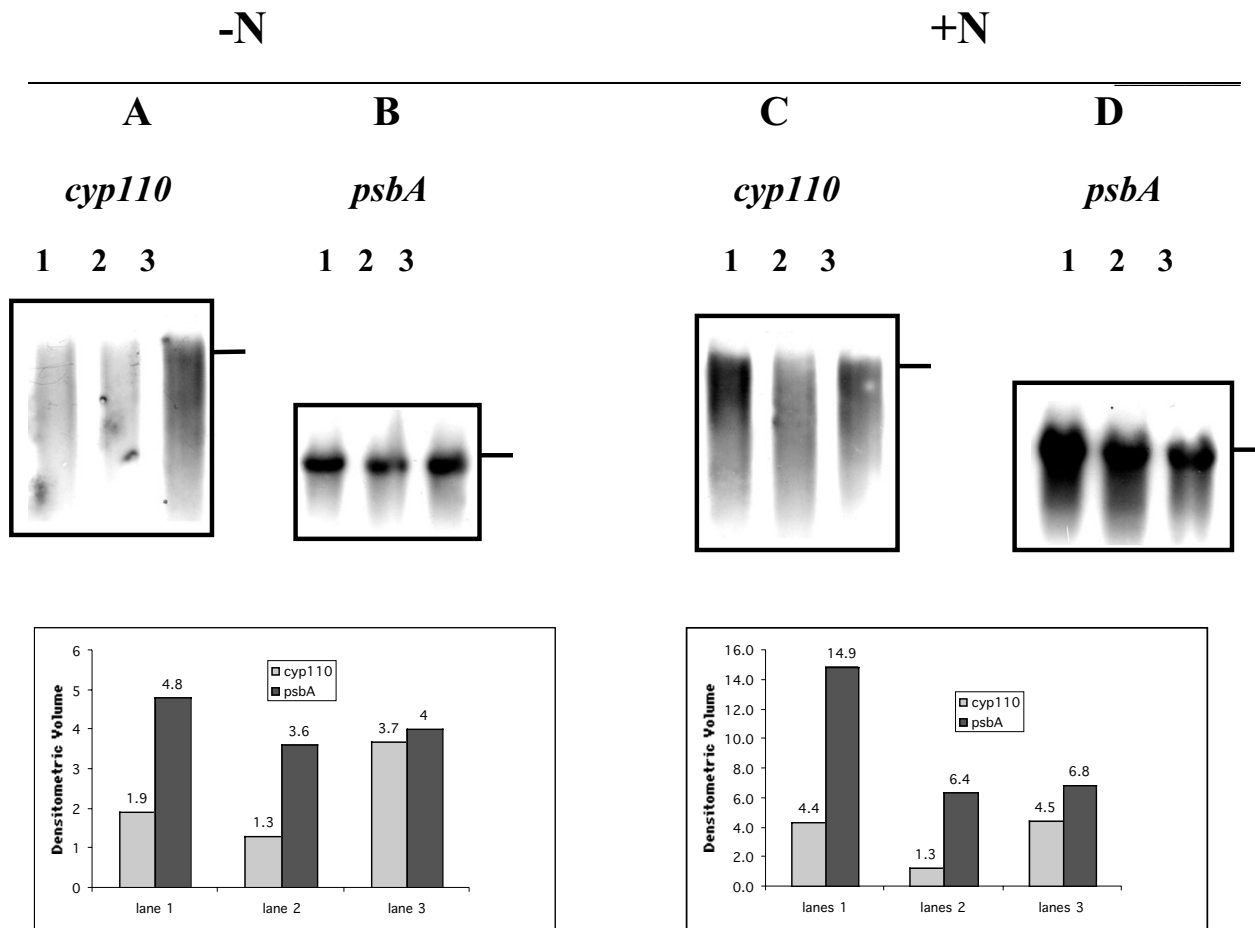 -N +N
A B C D
cyp110 psbA cyp110 psbA
1 2 3 1 2 3 1 2 3 1 2 3
6
5
4
3
2
1
0
Densitometric Volume
cyp110
psbA
1.9
4.8
1.3
3.6
3.7
4
lane 1 lane 2 lane 3
16.0
14.0
12.0
10.0
8.0
6.0
4.0
2.0
0.0
Densitometric Volume
cyp110
psbA
4.4
14.9
1.3
6.4
4.5
6.8
lanes 1 lanes 2 lanes 3